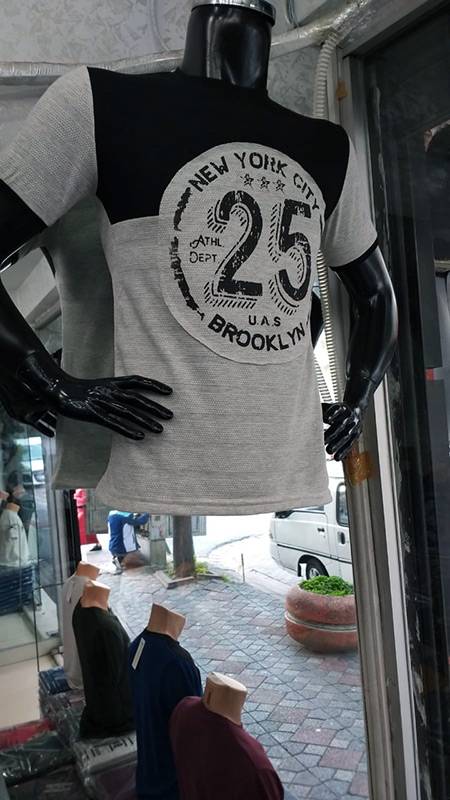 NEW YORK CITY
25
ATHL
DEPT
U.A.S
BROOKLYN